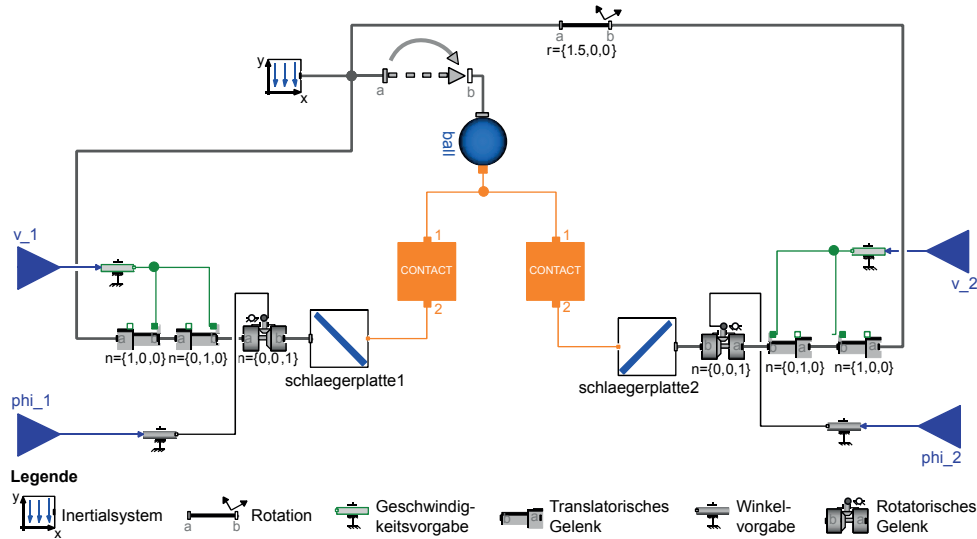 a b
r={1.5,0,0}
y
x
a b
ball
v_1
1 1
CONTACT CONTACT
2 2
v_2
a b a b b a b a b a b a
n={1,0,0} n={0,1,0} n={0,0,1}
schlaegerplatte1
n={0,0,1} n={0,1,0} n={1,0,0}
schlaegerplatte2
phi_1
phi_2
Legende
y
x
Inertialsystem
a b
Rotation
Geschwindig-
keitsvorgabe
b a
Translatorisches
Gelenk
Winkel-
vorgabe
b a
Rotatorisches
Gelenk